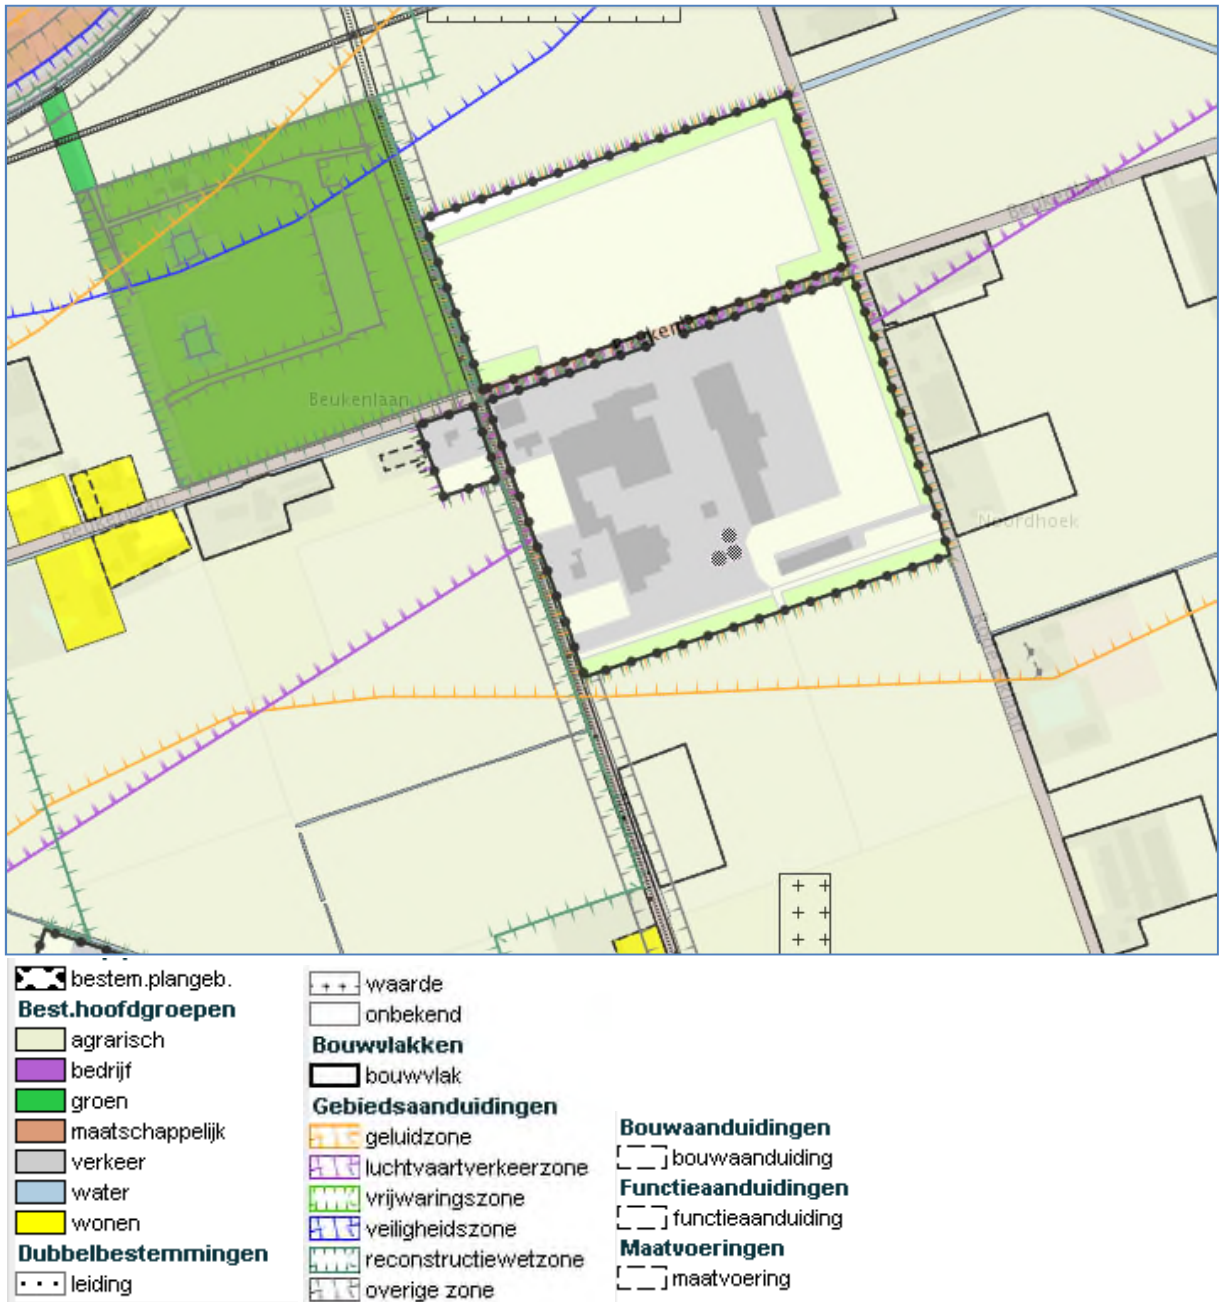 Beukenlaan
Beukenlaan
Noordhoek
bestem.plangeb.
Best.hoofdgroepen
agrarisch
bedrijf
groen
maatschappelijk
verkeer
water
wonen
Dubbelbestemmingen
leiding
waarde
onbekend
Bouwvlakken
bouwvlak
Gebiedsaanduidingen
geluidzone
luchtvaartverkeerzone
vrijwaringszone
veiligheidszone
reconstructiewetzone
overige zone
Bouwaanduidingen
bouwaanduiding
Functieaanduidingen
functieaanduiding
Maatvoeringen
maatvoering